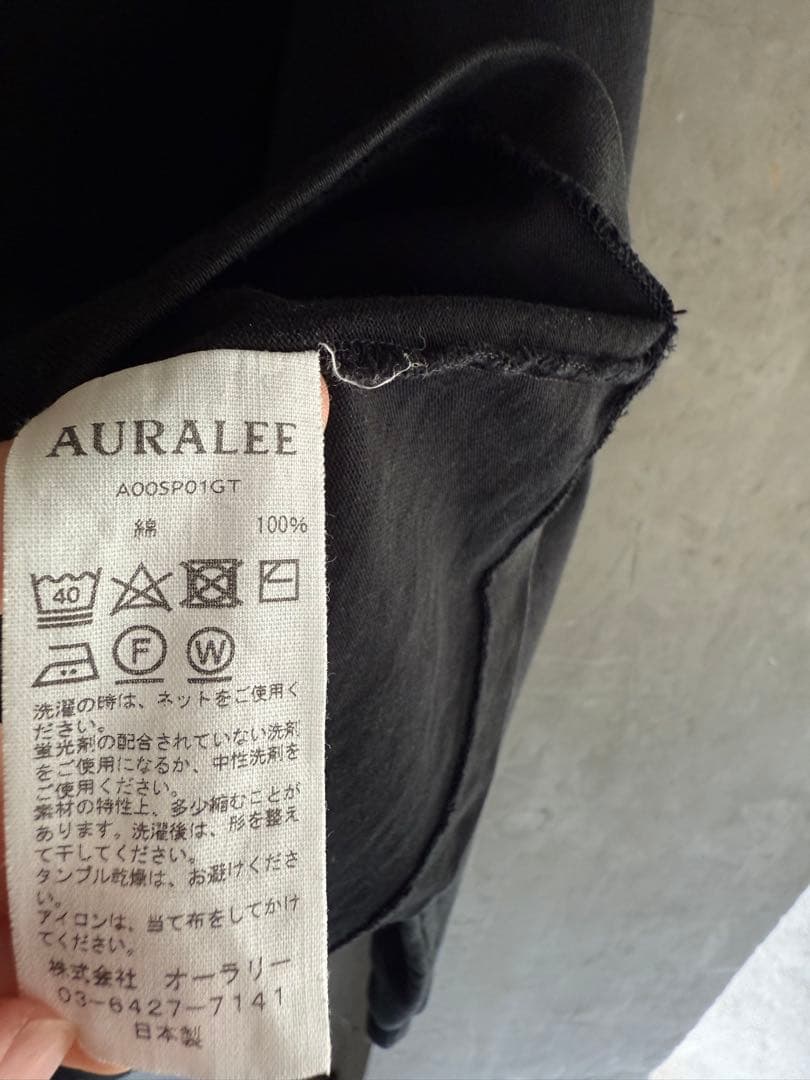 AURALEE
A00SP01GT
綿 100%
40
F W
洗濯の時は、ネットをご使用く
ださい。
蛍光剤の配合されていない洗剤
をご使用になるか、中性洗剤を
ご使用ください。
素材の特性上、多少縮むことが
あります。洗濯後は、形を整え
て干してください。
タンブル乾燥は、お避けくださ
い。
アイロンは、当て布をしてかけ
てください。
株式会社 オーラリー
03-6427-7141
日本製